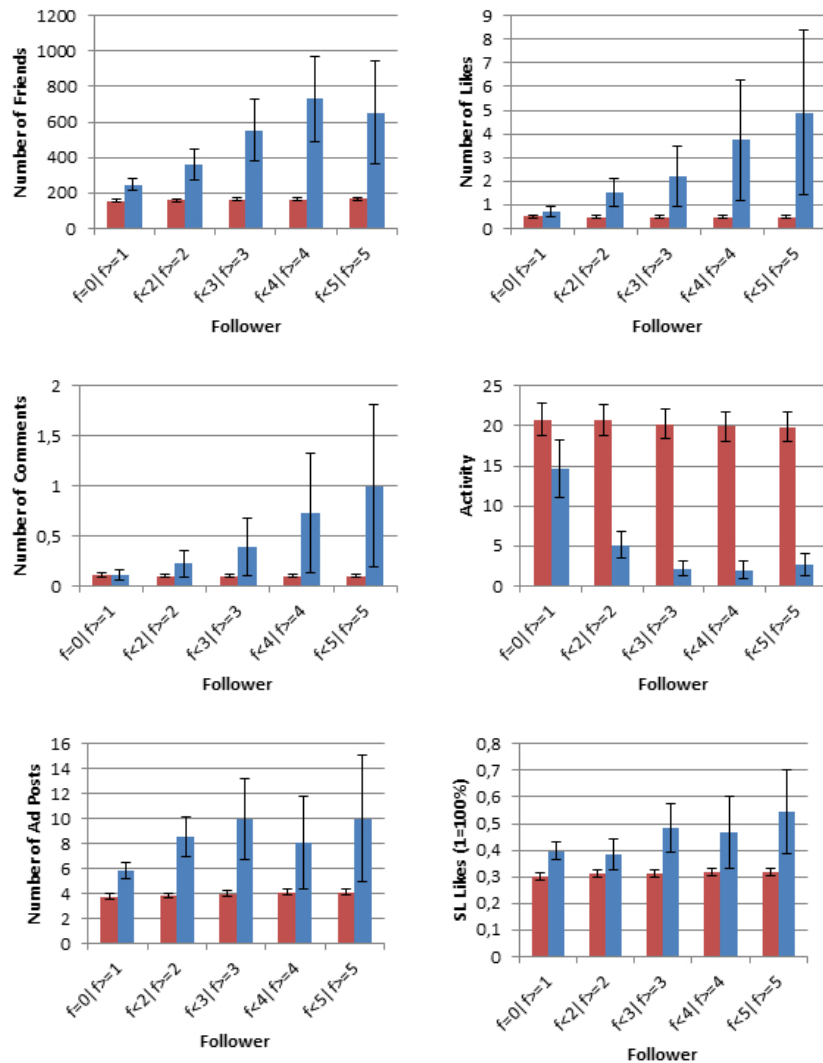 Number of Friends
1200
1000
800
600
400
200
0
f=0|f>=1
f<2|f>=2
f<3|f>=3
f<4|f>=4
f<5|f>=5
Follower
Number of Likes
9
8
7
6
5
4
3
2
1
0
f=0|f>=1
f<2|f>=2
f<3|f>=3
f<4|f>=4
f<5|f>=5
Follower
Number of Comments
2
1,5
1
0,5
0
f=0|f>=1
f<2|f>=2
f<3|f>=3
f<4|f>=4
f<5|f>=5
Follower
Activity
25
20
15
10
5
0
f=0|f>=1
f<2|f>=2
f<3|f>=3
f<4|f>=4
f<5|f>=5
Follower
Number of Ad Posts
16
14
12
10
8
6
4
2
0
f=0|f>=1
f<2|f>=2
f<3|f>=3
f<4|f>=4
f<5|f>=5
Follower
SL Likes (1=100%)
0,8
0,7
0,6
0,5
0,4
0,3
0,2
0,1
0
f=0|f>=1
f<2|f>=2
f<3|f>=3
f<4|f>=4
f<5|f>=5
Follower